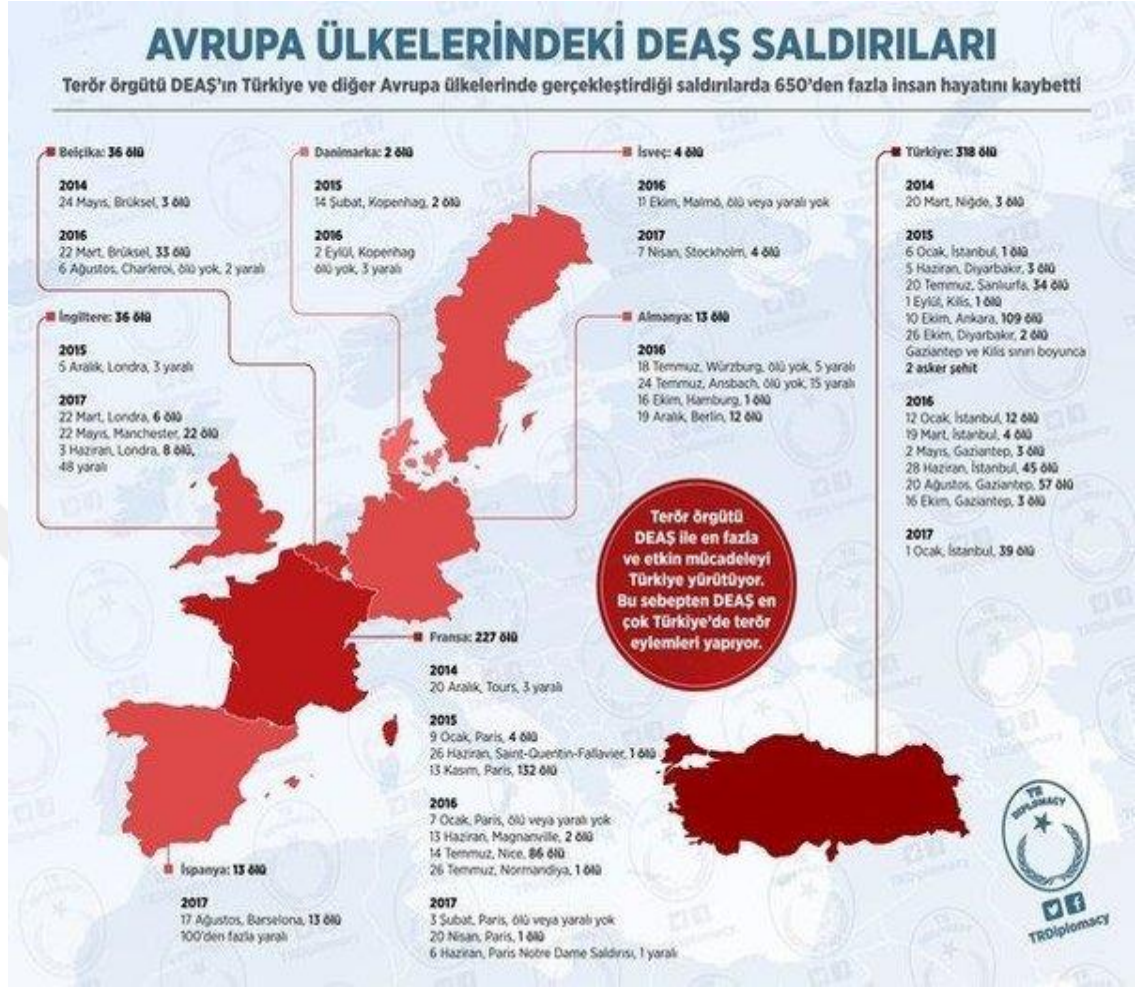 AVRUPA ÜLKELERİNDEKİ DEAŞ SALDIRILARI
Terör örgütü DEAŞ'ın Türkiye ve diğer Avrupa ülkelerinde gerçekleştirdiği saldırılarda 650'den fazla insan hayatını kaybetti
Belçika: 36 ölü
2014
24 Mayıs, Brüksel, 3 ölü
2016
22 Mart, Brüksel, 33 ölü
6 Ağustos, Charleroi, ölü yok, 2 yaralı
İngiltere: 36 ölü
2015
5 Aralık, Londra, 3 yaralı
2017
22 Mart, Londra, 6 ölü
22 Mayıs, Manchester, 22 ölü
3 Haziran, Londra, 8 ölü,
48 yaralı
Danimarka: 2 ölü
2015
14 Şubat, Kopenhag, 2 ölü
2016
2 Eylül, Kopenhag
ölü yok, 3 yaralı
İsveç: 4 ölü
2016
11 Ekim, Malmö, ölü veya yaralı yok
2017
7 Nisan, Stockholm, 4 ölü
Almanya: 13 ölü
2016
18 Temmuz, Würzburg, ölü yok, 5 yaralı
24 Temmuz, Ansbach, ölü yok, 15 yaralı
16 Ekim, Hamburg, 1 ölü
19 Aralık, Berlin, 12 ölü
Türkiye: 318 ölü
2014
20 Mart, Niğde, 3 ölü
2015
6 Ocak, İstanbul, 1 ölü
5 Haziran, Diyarbakır, 3 ölü
20 Temmuz, Şanlıurfa, 34 ölü
1 Eylül, Kilis, 1 ölü
10 Ekim, Ankara, 109 ölü
26 Ekim, Diyarbakır, 2 ölü
Gaziantep ve Kilis sınırı boyunca
2 asker şehit
2016
12 Ocak, İstanbul, 12 ölü
19 Mart, İstanbul, 4 ölü
2 Mayıs, Gaziantep, 3 ölü
28 Haziran, İstanbul, 45 ölü
20 Ağustos, Gaziantep, 57 ölü
16 Ekim, Gaziantep, 3 ölü
2017
1 Ocak, İstanbul, 39 ölü
Terör örgütü
DEAŞ ile en fazla
ve etkin mücadeleyi
Türkiye yürütüyor.
Bu sebepten DEAŞ en
çok Türkiye'de terör
eylemleri yapıyor.
Fransa: 227 ölü
2014
20 Aralık, Tours, 3 yaralı
2015
9 Ocak, Paris, 4 ölü
26 Haziran, Saint-Quentin-Fallavier, 1 ölü
13 Kasım, Paris, 132 ölü
2016
7 Ocak, Paris, ölü veya yaralı yok
13 Haziran, Magnanville, 2 ölü
14 Temmuz, Nice, 86 ölü
26 Temmuz, Normandiya, 1 ölü
2017
3 Şubat, Paris, ölü veya yaralı yok
20 Nisan, Paris, 1 ölü
6 Haziran, Paris Notre Dame Saldırısı, 1 yaralı
İspanya: 13 ölü
2017
17 Ağustos, Barselona, 13 ölü
100'den fazla yaralı
TR
DIPLOMACY
TRDiplomacy